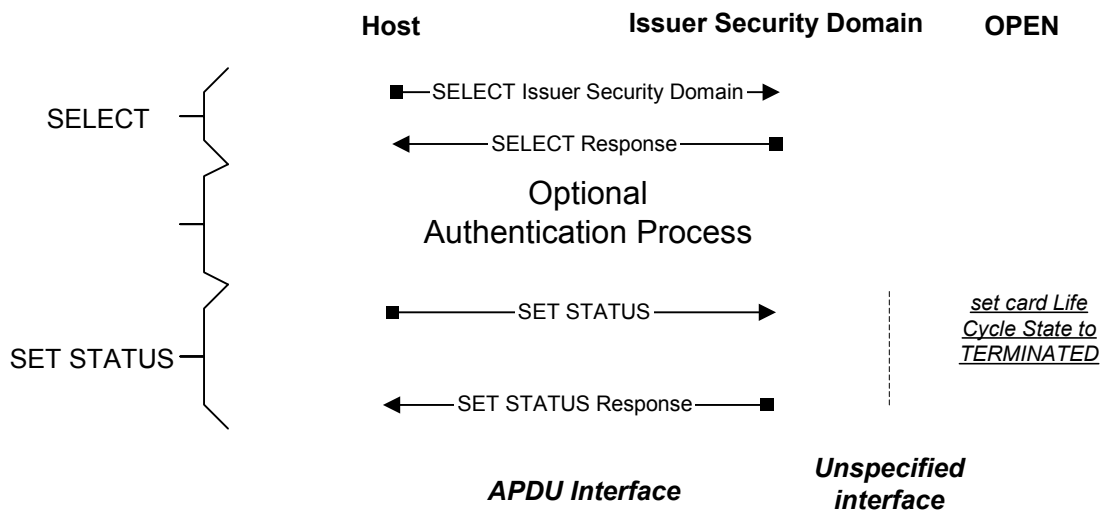 Host
Issuer Security Domain
OPEN
SELECT
SELECT Issuer Security Domain
SELECT Response
Optional
Authentication Process
SET STATUS
SET STATUS
set card Life
Cycle State to
TERMINATED
SET STATUS Response
APDU Interface
Unspecified
interface